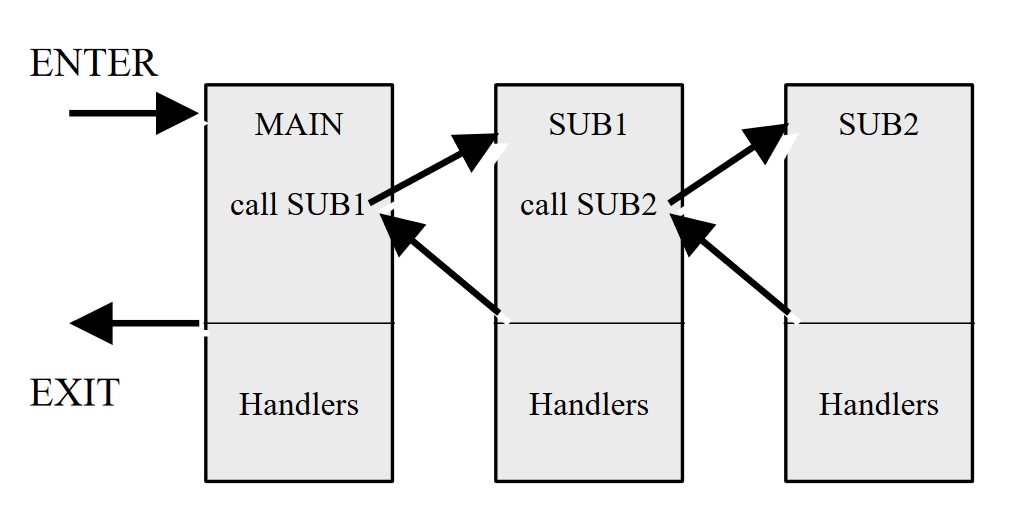 ENTER
MAIN
SUB1
SUB2
call SUB1
call SUB2
EXIT
Handlers
Handlers
Handlers